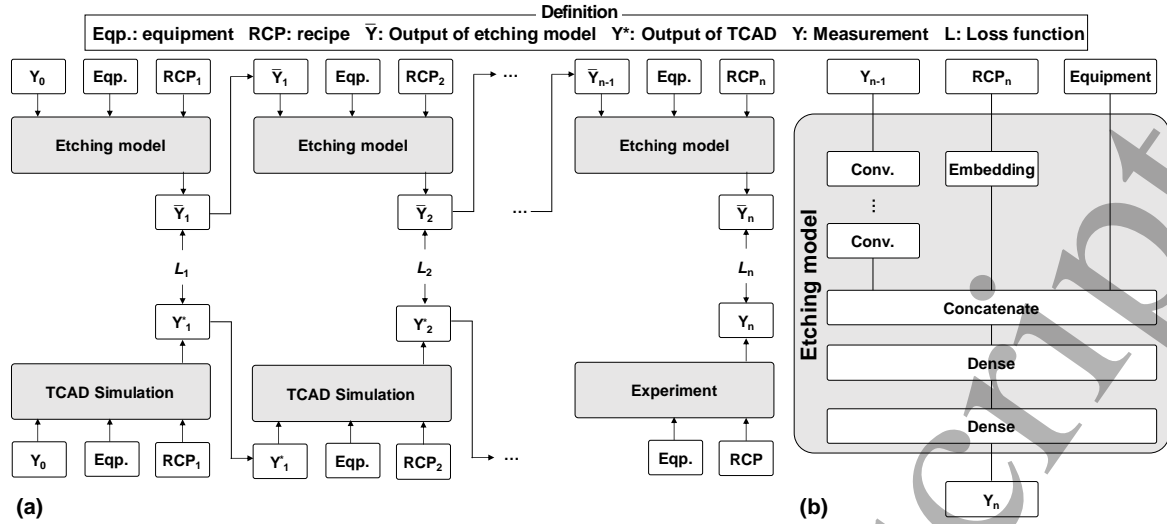 Definition
Eqp.: equipment RCP: recipe Ȳ: Output of etching model Y*: Output of TCAD Y: Measurement L: Loss function
Y₀ Eqp. RCP₁ Ȳ₁ Eqp. RCP₂ ... Ȳₙ₋₁ Eqp. RCPₙ
Etching model Etching model Etching model
Ȳ₁ Ȳ₂ ... Ȳₙ
L₁ L₂ Lₙ
Y*₁ Y*₂ Yₙ
TCAD Simulation TCAD Simulation Experiment
Y₀ Eqp. RCP₁ Y*₁ Eqp. RCP₂ ... Eqp. RCP
(a)
Yₙ₋₁ RCPₙ Equipment
Etching model
Conv. Embedding
⋮
Conv.
Concatenate
Dense
Dense
Yₙ
(b)
cript